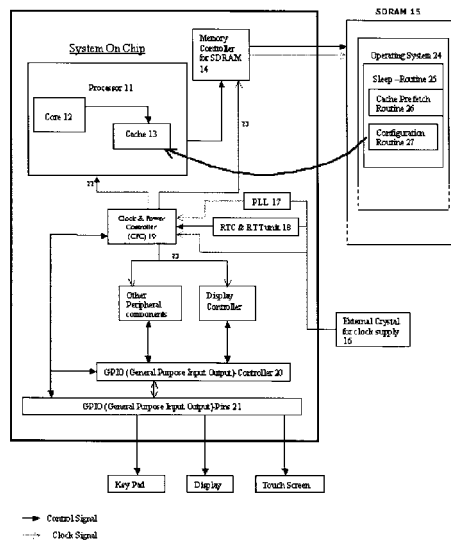 SDRAM 15
System On Chip
Memory
Controller
for SDRAM
14
Operating System 24
Sleep –Routine 25
Cache Prefetch
Routine 26
Configuration
Routine 27
Processor 11
Core 12
Cache 13
Clock & Power
Controller
(CPC) 19
PLL 17
RTC & RTT unit 18
Other
Peripheral
components
Display
Controller
External Crystal
for clock supply
16
GPIO (General Purpose Input Output)-Controller 20
GPIO (General Purpose Input Output)-Pins 21
Key Pad
Display
Touch Screen
Control Signal
Clock Signal